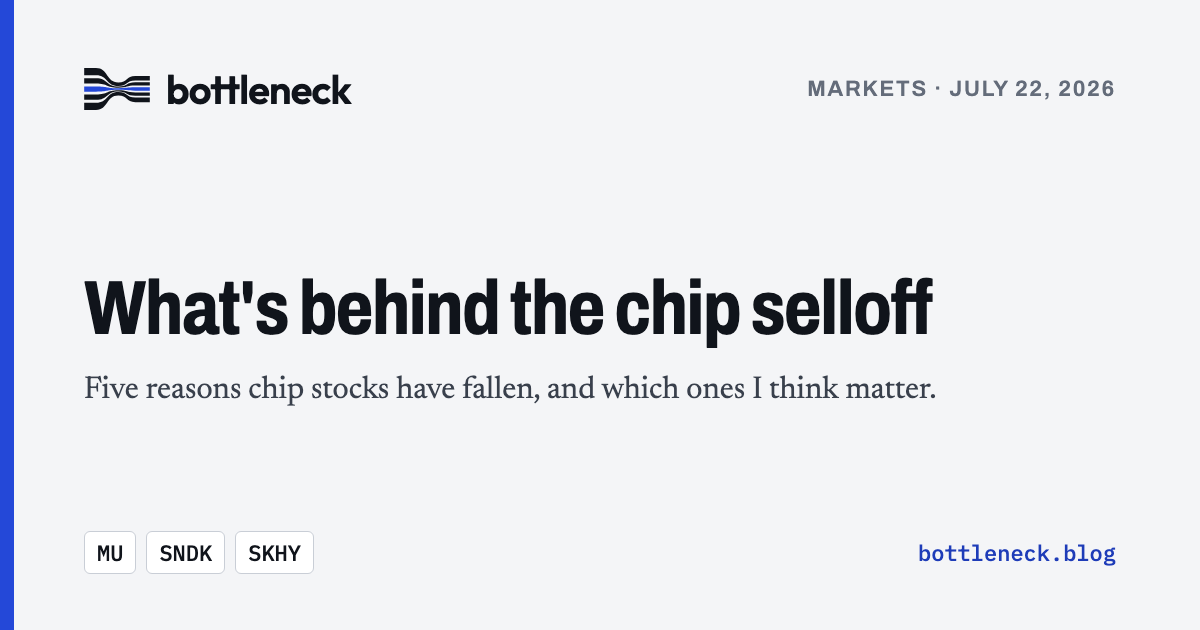 bottleneck
MARKETS · JULY 22, 2026
What's behind the chip selloff
Five reasons chip stocks have fallen, and which ones I think matter.
MU
SNDK
SKHY
bottleneck.blog